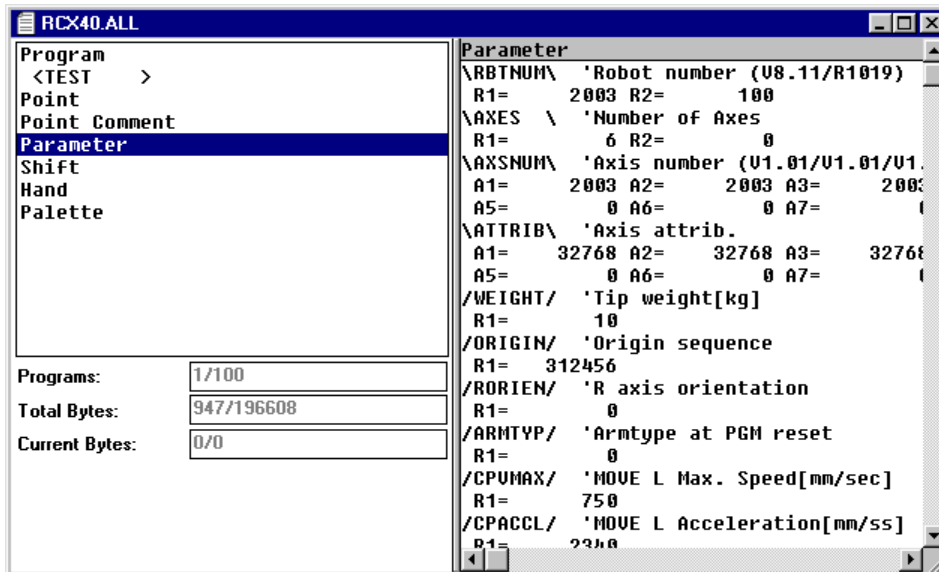 RCX40.ALL
Program
<TEST >
Point
Point Comment
Parameter
Shift
Hand
Palette
Programs: 1/100
Total Bytes: 947/196608
Current Bytes: 0/0
Parameter
\RBTNUM\ 'Robot number (V8.11/R1019)
R1= 2003 R2= 100
\AXES \ 'Number of Axes
R1= 6 R2= 0
\AXSNUM\ 'Axis number (V1.01/V1.01/V1.
A1= 2003 A2= 2003 A3= 2003
A5= 0 A6= 0 A7=
\ATTRIB\ 'Axis attrib.
A1= 32768 A2= 32768 A3= 32768
A5= 0 A6= 0 A7=
/WEIGHT/ 'Tip weight[kg]
R1= 10
/ORIGIN/ 'Origin sequence
R1= 312456
/RORIEN/ 'R axis orientation
R1= 0
/ARMTYP/ 'Armtype at PGM reset
R1= 0
/CPVMAX/ 'MOVE L Max. Speed[mm/sec]
R1= 750
/CPACCL/ 'MOVE L Acceleration[mm/ss]
R1= 2340